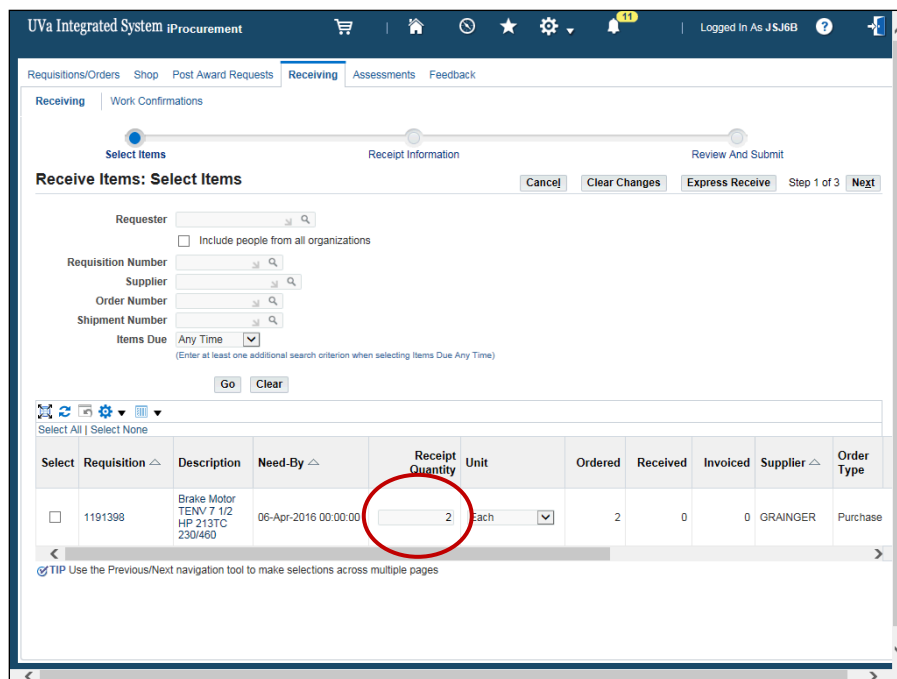 UVa Integrated System iProcurement
11
Logged In As JSJ6B
?
Requisitions/Orders Shop Post Award Requests Receiving Assessments Feedback
Receiving Work Confirmations
Select Items Receipt Information Review And Submit
Receive Items: Select Items
Cancel Clear Changes Express Receive Step 1 of 3 Next
Requester
Include people from all organizations
Requisition Number
Supplier
Order Number
Shipment Number
Items Due Any Time
(Enter at least one additional search criterion when selecting Items Due Any Time)
Go Clear
Select All | Select None
Select Requisition Description Need-By Receipt Quantity Unit Ordered Received Invoiced Supplier Order Type
1191398 Brake Motor TENV 7 1/2 HP 213TC 230/460 06-Apr-2016 00:00:00 2 Each 2 0 0 GRAINGER Purchase
TIP Use the Previous/Next navigation tool to make selections across multiple pages